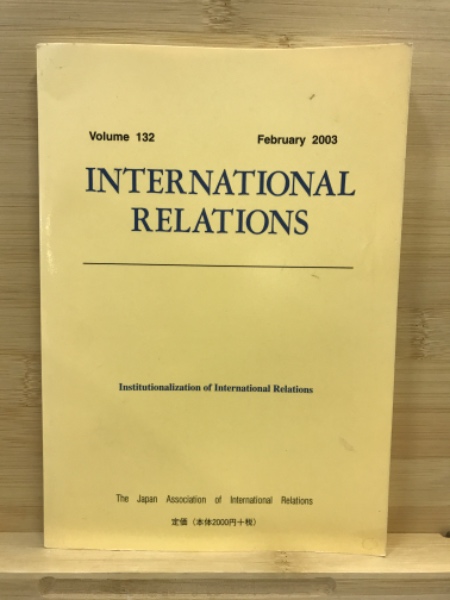 Volume 132 February 2003
INTERNATIONAL
RELATIONS
Institutionalization of International Relations
The Japan Association of International Relations
定価（本体2000円＋税）